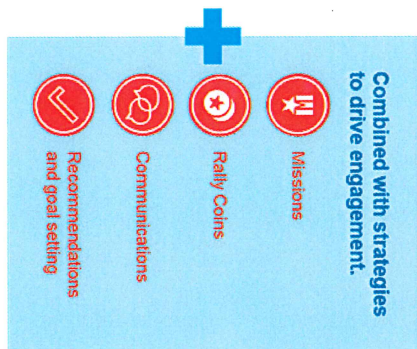 Combined with strategies
to drive engagement.
Missions
Rally Coins
Communications
Recommendations
and goal setting